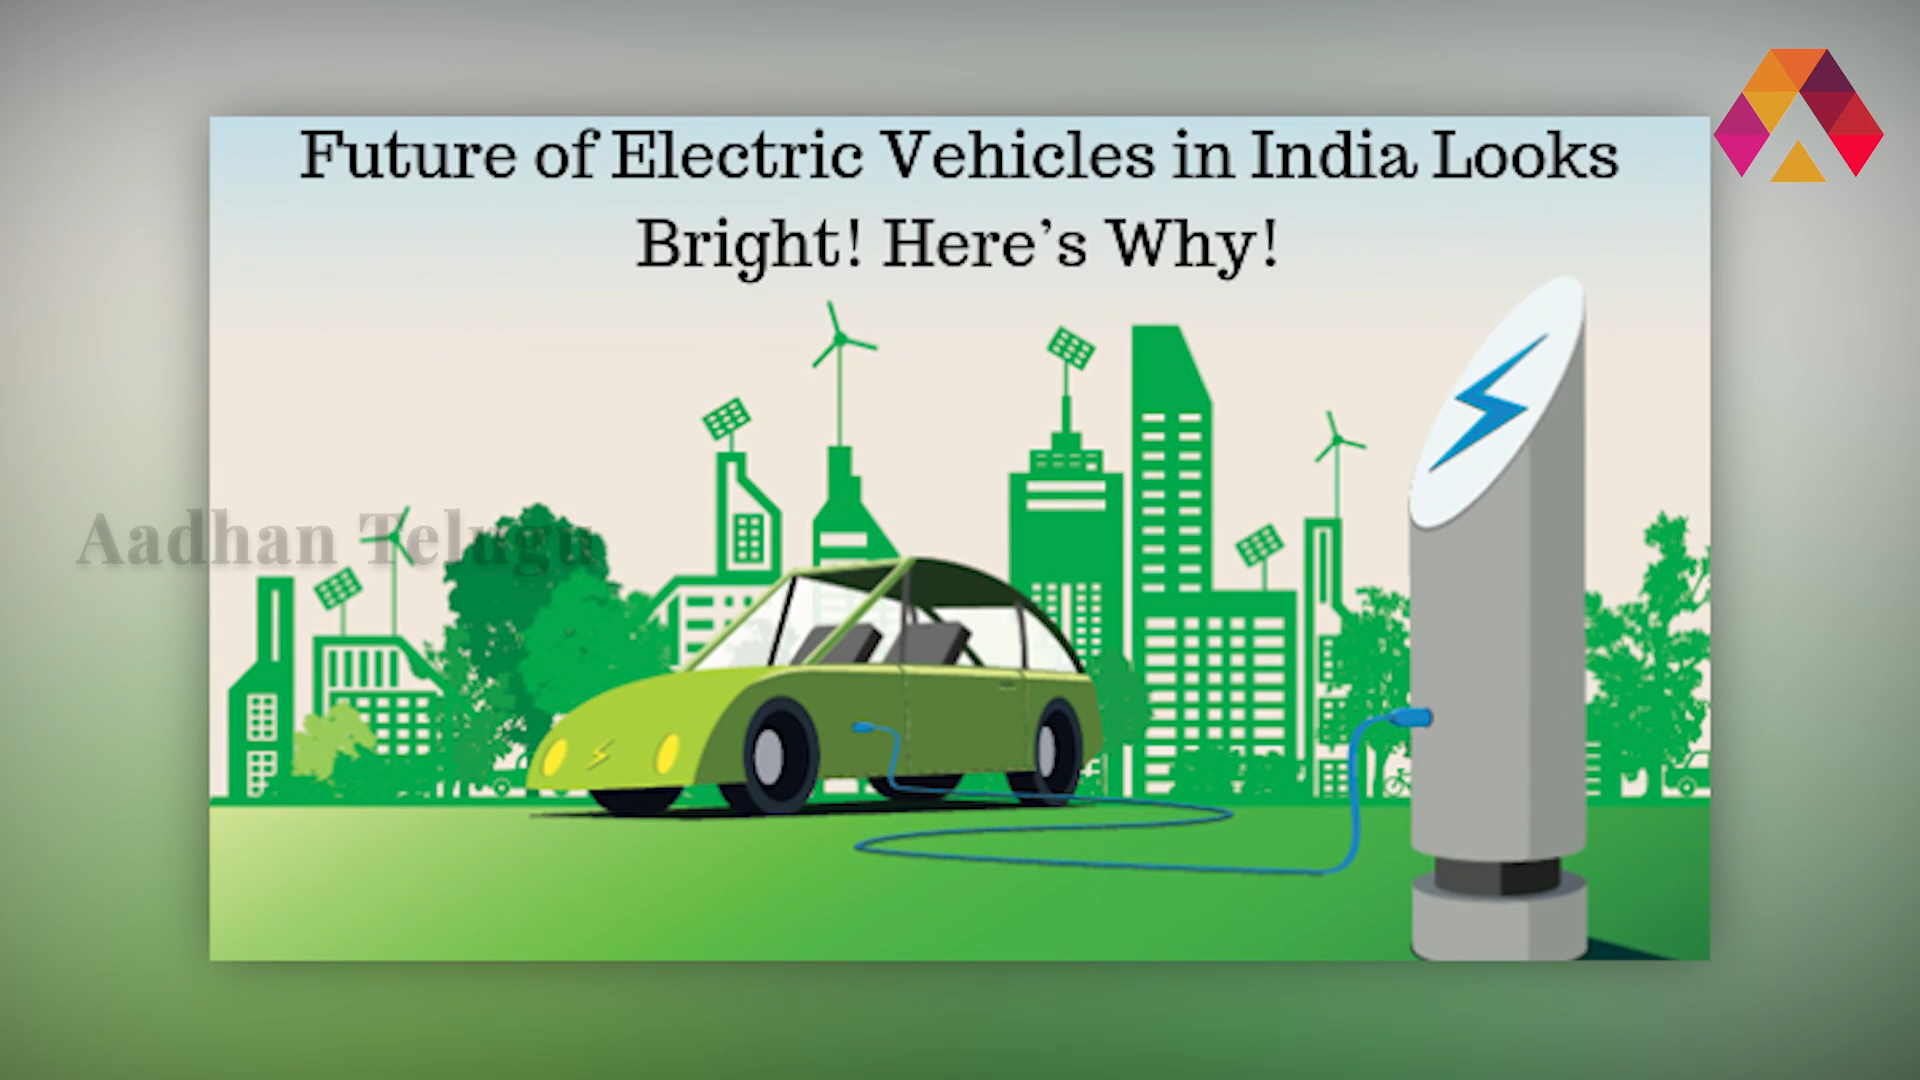 Future of Electric Vehicles in India Looks
Bright! Here’s Why!
Aadhan Telugu